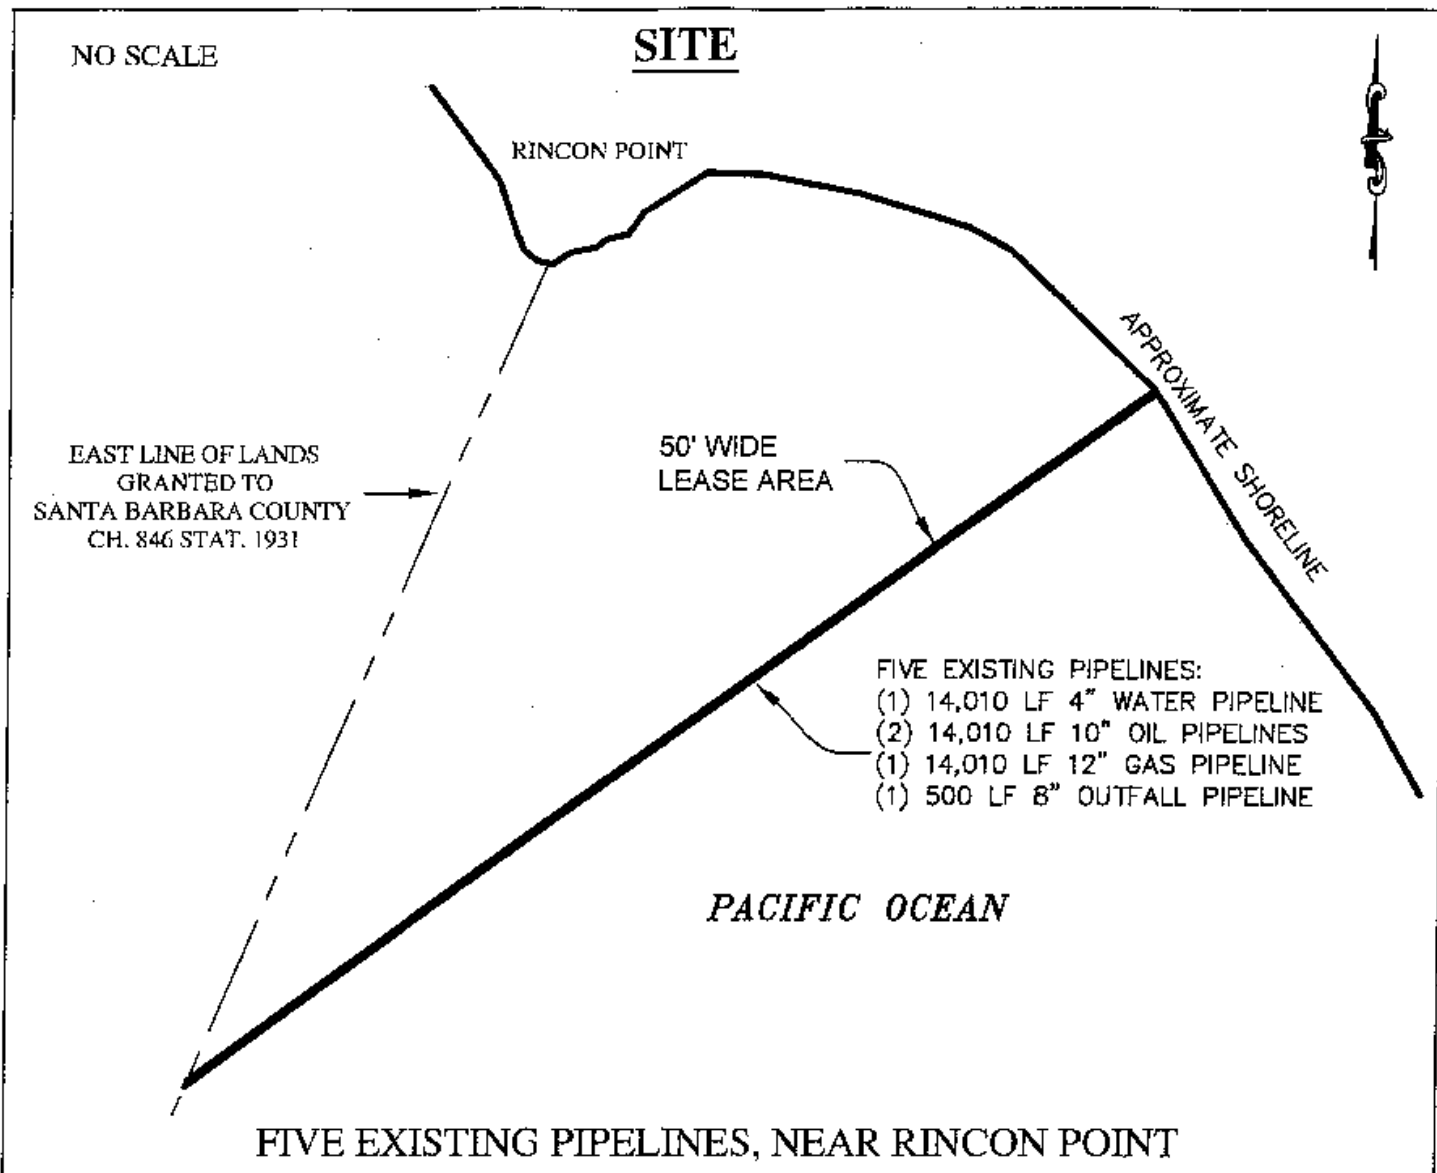 SITE
NO SCALE
RINCON POINT
APPROXIMATE SHORELINE
50' WIDE
LEASE AREA
EAST LINE OF LANDS
GRANTED TO
SANTA BARBARA COUNTY
CH. 846 STAT. 1931
FIVE EXISTING PIPELINES:
(1) 14,010 LF 4" WATER PIPELINE
(2) 14,010 LF 10" OIL PIPELINES
(1) 14,010 LF 12" GAS PIPELINE
(1) 500 LF 8" OUTFALL PIPELINE
PACIFIC OCEAN
FIVE EXISTING PIPELINES, NEAR RINCON POINT